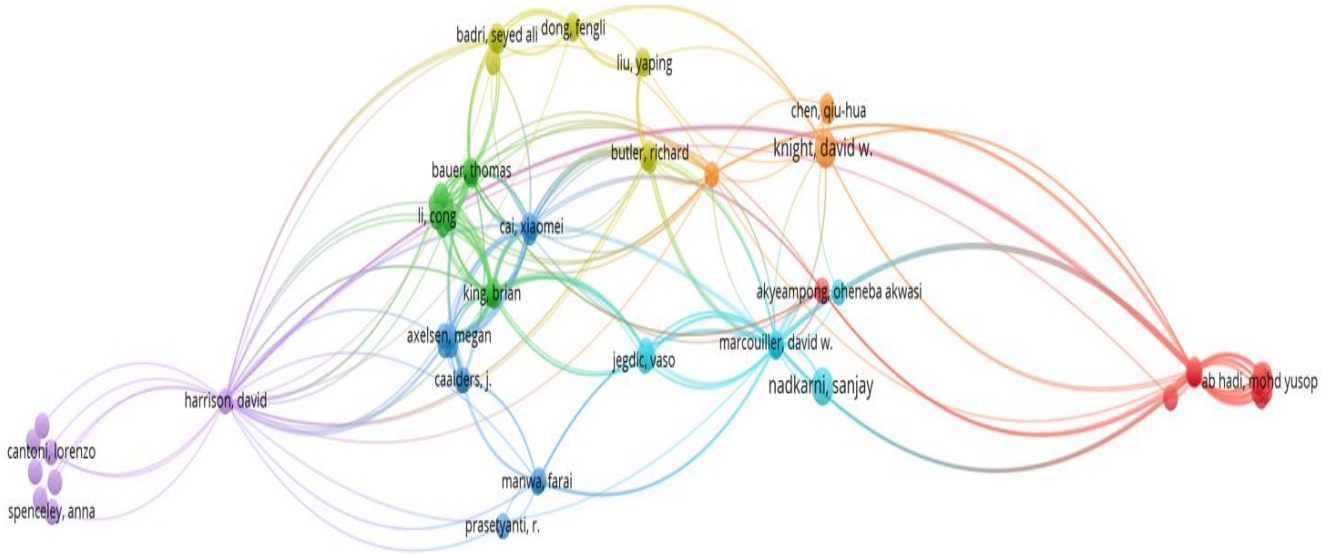 badri, seyed ali
dong, fengli
liu, yaping
chen, qiu-hua
knight, david w.
butler, richard
bauer, thomas
li, cong
cai, xiaomei
king, brian
akyeampong, oheneba akwasi
axelsen, megan
marcouiller, david w.
jegdic, vaso
caalders, j.
nadkarni, sanjay
ab hadi, mohd yusop
harrison, david
cantoni, lorenzo
manwa, farai
spenceley, anna
prasetyanti, r.